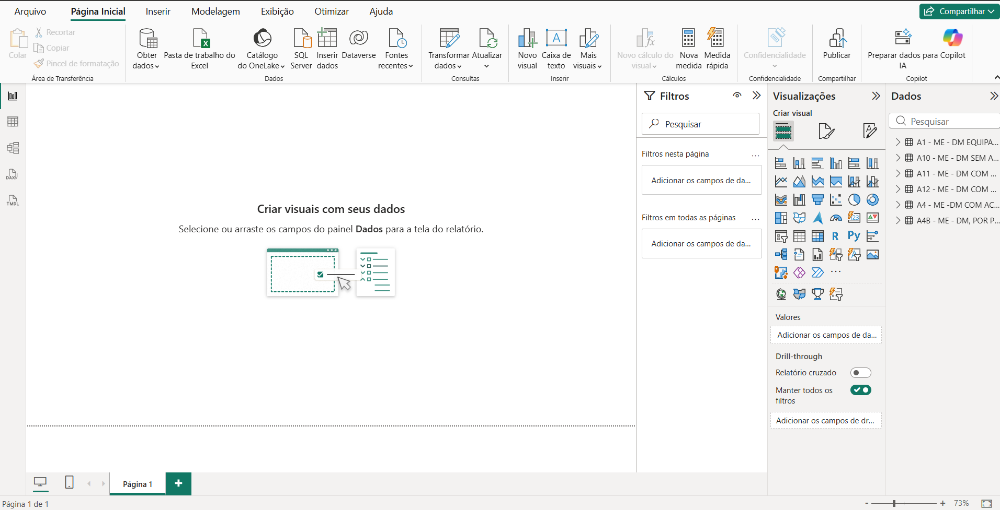 Arquivo
Página Inicial
Inserir
Modelagem
Exibição
Otimizar
Ajuda
Compartilhar
Colar
Recortar
Copiar
Pincel de formatação
Área de Transferência
Obter
dados
Pasta de trabalho do
Excel
Catálogo
do OneLake
SQL
Server
Inserir
dados
Dataverse
Fontes
recentes
Dados
Transformar
dados
Atualizar
Consultas
Novo
visual
Caixa de
texto
Mais
visuais
Inserir
Novo cálculo do
visual
Nova
medida
Medida
rápida
Cálculos
Confidencialidade
Confidencialidade
Publicar
Compartilhar
Preparar dados para
IA
Copilot
Copilot
DAX
TMDL
Criar visuais com seus dados
Selecione ou arraste os campos do painel Dados para a tela do relatório.
Filtros
Pesquisar
Filtros nesta página
...
Adicionar os campos de da...
Filtros em todas as páginas
...
Adicionar os campos de da...
Visualizações
Criar visual
123
R
Py
...
Valores
Adicionar os campos de da...
Drill-through
Relatório cruzado
Manter todos os
filtros
Adicionar os campos de dr...
Dados
Pesquisar
A1 - ME - DM EQUIPA...
A10 - ME - DM SEM A...
A11 - ME - DM COM ...
A12 - ME - DM COM ...
A4 - ME -DM COM AC...
A4B - ME - DM, POR P...
Página 1
Página 1 de 1
73%